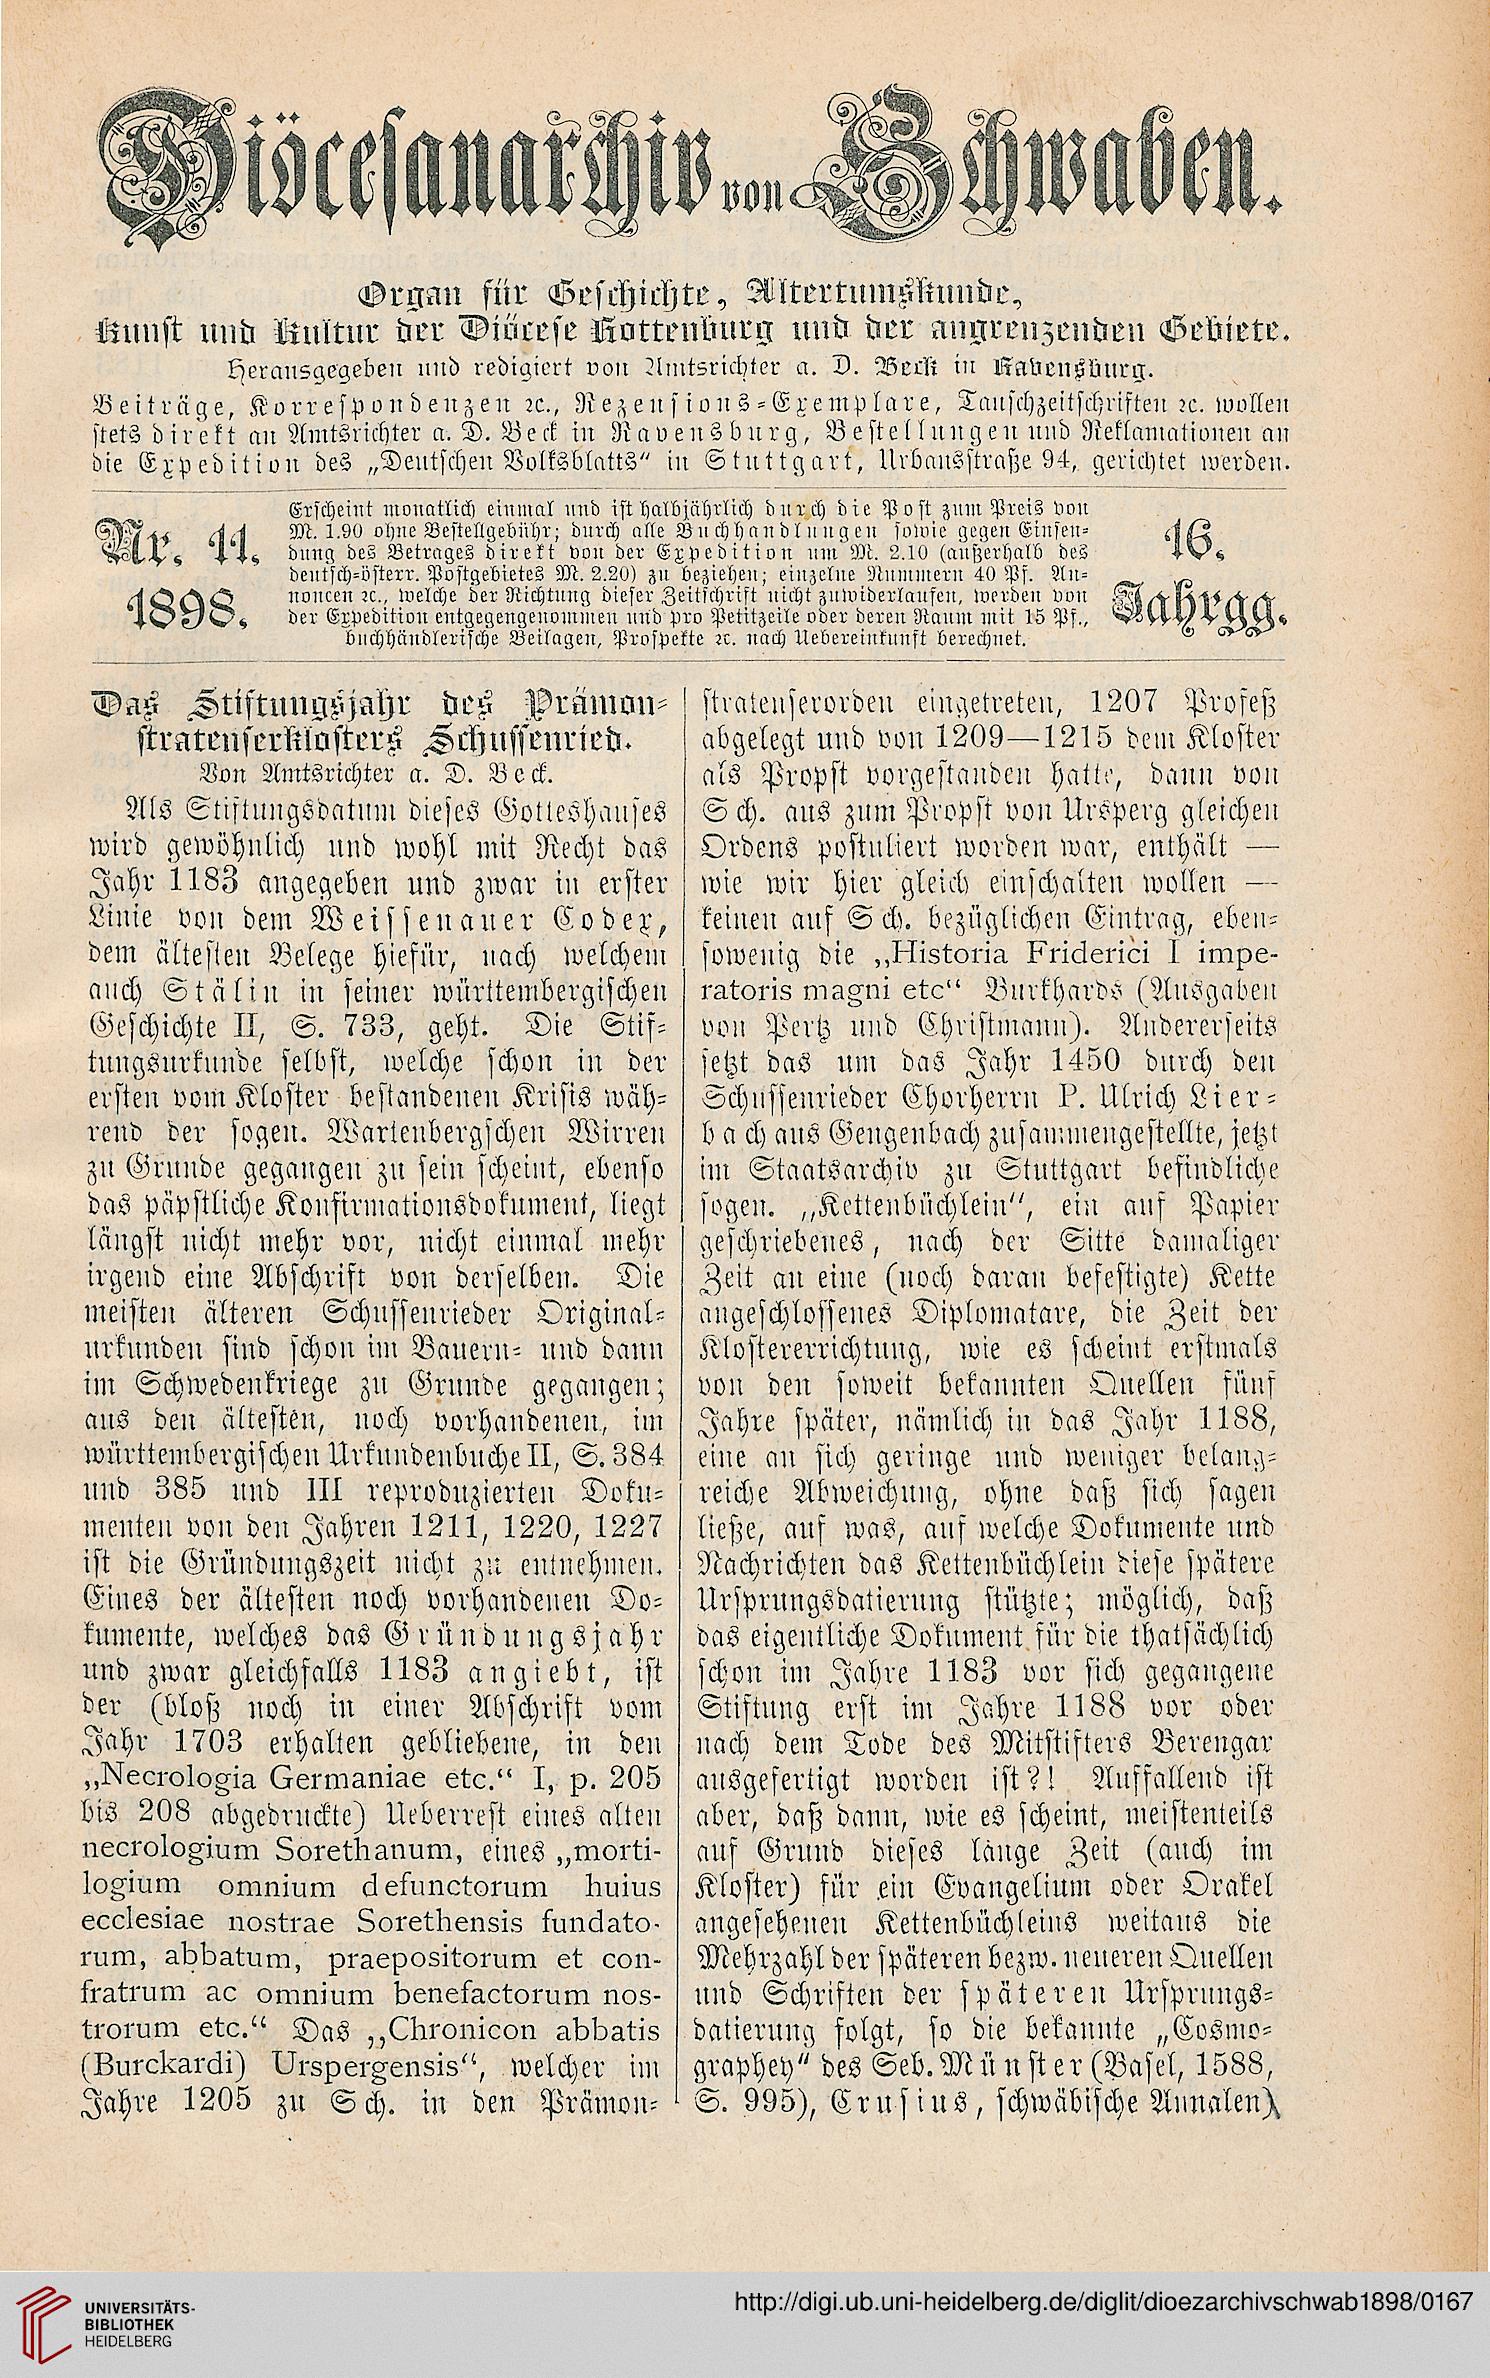 Diöcesanarchiv von Schwaben.
Organ für Geschichte, Altertumskunde,
Kunst und Kultur der Diöcese Rottenburg und der angrenzenden Gebiete.
Herausgegeben und redigiert von Amtsrichter a. D. Beck in Ravensburg.
Beiträge, Korrespondenzen ꝛc., Rezensions-Exemplare, Tauschzeitschriften ꝛc. wollen
stets direkt an Amtsrichter a. D. Beck in Ravensburg, Bestellungen und Reklamationen an
die Expedition des „Deutschen Volksblatts“ in Stuttgart, Urbansstraße 94, gerichtet werden.
Nr. 11.
1898.
Erscheint monatlich einmal und ist halbjährlich durch die Post zum Preis von
M. 1.90 ohne Bestellgebühr; durch alle Buchhandlungen sowie gegen Einsen-
dung des Betrages direkt von der Expedition um M. 2.10 (außerhalb des
deutsch-österr. Postgebietes M. 2.20) zu beziehen; einzelne Nummern 40 Pf. An-
noncen ꝛc., welche der Richtung dieser Zeitschrift nicht zuwiderlaufen, werden von
der Expedition entgegengenommen und pro Petitzeile oder deren Raum mit 15 Pf.,
buchhändlerische Beilagen, Prospekte ꝛc. nach Uebereinkunft berechnet.
16.
Jahrgg.
Das Stiftungsjahr des Prämon-
stratenserklosters Schussenried.
Von Amtsrichter a. D. Beck.
Als Stiftungsdatum dieses Gotteshauses
wird gewöhnlich und wohl mit Recht das
Jahr 1183 angegeben und zwar in erster
Linie von dem Weissenauer Codex,
dem ältesten Belege hiefür, nach welchem
auch Stälin in seiner württembergischen
Geschichte II, S. 733, geht. Die Stif-
tungsurkunde selbst, welche schon in der
ersten vom Kloster bestandenen Krisis wäh-
rend der sogen. Wartenbergschen Wirren
zu Grunde gegangen zu sein scheint, ebenso
das päpstliche Konfirmationsdokument, liegt
längst nicht mehr vor, nicht einmal mehr
irgend eine Abschrift von derselben. Die
meisten älteren Schussenrieder Original-
urkunden sind schon im Bauern- und dann
im Schwedenkriege zu Grunde gegangen;
aus den ältesten, noch vorhandenen, im
württembergischen Urkundenbuche II, S. 384
und 385 und III reproduzierten Doku-
menten von den Jahren 1211, 1220, 1227
ist die Gründungszeit nicht zu entnehmen.
Eines der ältesten noch vorhandenen Do-
kumente, welches das Gründungsjahr
und zwar gleichfalls 1183 angiebt, ist
der (bloß noch in einer Abschrift vom
Jahr 1703 erhalten gebliebene, in den
„Necrologia Germaniae etc.“ I, p. 205
bis 208 abgedruckte) Ueberrest eines alten
necrologium Sorethanum, eines „morti-
logium omnium defunctorum huius
ecclesiae nostrae Sorethensis fundato-
rum, abbatum, praepositorum et con-
fratrum ac omnium benefactorum nos-
trorum etc.“ Das „Chronicon abbatis
(Burckardi) Urspergensis“, welcher im
Jahre 1205 zu Sch. in den Prämon-
stratenserorden eingetreten, 1207 Profeß
abgelegt und von 1209—1215 dem Kloster
als Propst vorgestanden hatte, dann von
Sch. aus zum Propst von Ursperg gleichen
Ordens postuliert worden war, enthält —
wie wir hier gleich einschalten wollen —
keinen auf Sch. bezüglichen Eintrag, eben-
sowenig die „Historia Friderici I impe-
ratoris magni etc“ Burkhards (Ausgaben
von Pertz und Christmann). Andererseits
setzt das um das Jahr 1450 durch den
Schussenrieder Chorherrn P. Ulrich Lier-
bach aus Gengenbach zusammengestellte, jetzt
im Staatsarchiv zu Stuttgart befindliche
sogen. „Kettenbüchlein“, ein auf Papier
geschriebenes, nach der Sitte damaliger
Zeit an eine (noch daran befestigte) Kette
angeschlossenes Diplomatare, die Zeit der
Klostererrichtung, wie es scheint erstmals
von den soweit bekannten Quellen fünf
Jahre später, nämlich in das Jahr 1188,
eine an sich geringe und weniger belang-
reiche Abweichung, ohne daß sich sagen
ließe, auf was, auf welche Dokumente und
Nachrichten das Kettenbüchlein diese spätere
Ursprungsdatierung stützte; möglich, daß
das eigentliche Dokument für die thatsächlich
schon im Jahre 1183 vor sich gegangene
Stiftung erst im Jahre 1188 vor oder
nach dem Tode des Mitstifters Berengar
ausgefertigt worden ist?! Auffallend ist
aber, daß dann, wie es scheint, meistenteils
auf Grund dieses lange Zeit (auch im
Kloster) für ein Evangelium oder Orakel
angesehenen Kettenbüchleins weitaus die
Mehrzahl der späteren bezw. neueren Quellen
und Schriften der späteren Ursprungs-
datierung folgt, so die bekannte „Cosmo-
graphey“ des Seb. Münster (Basel, 1588,
S. 995), Crusius, schwäbische Annalen)
UNIVERSITÄTS-
BIBLIOTHEK
HEIDELBERG
http://digi.ub.uni-heidelberg.de/diglit/dioezarchivschwab1898/0167